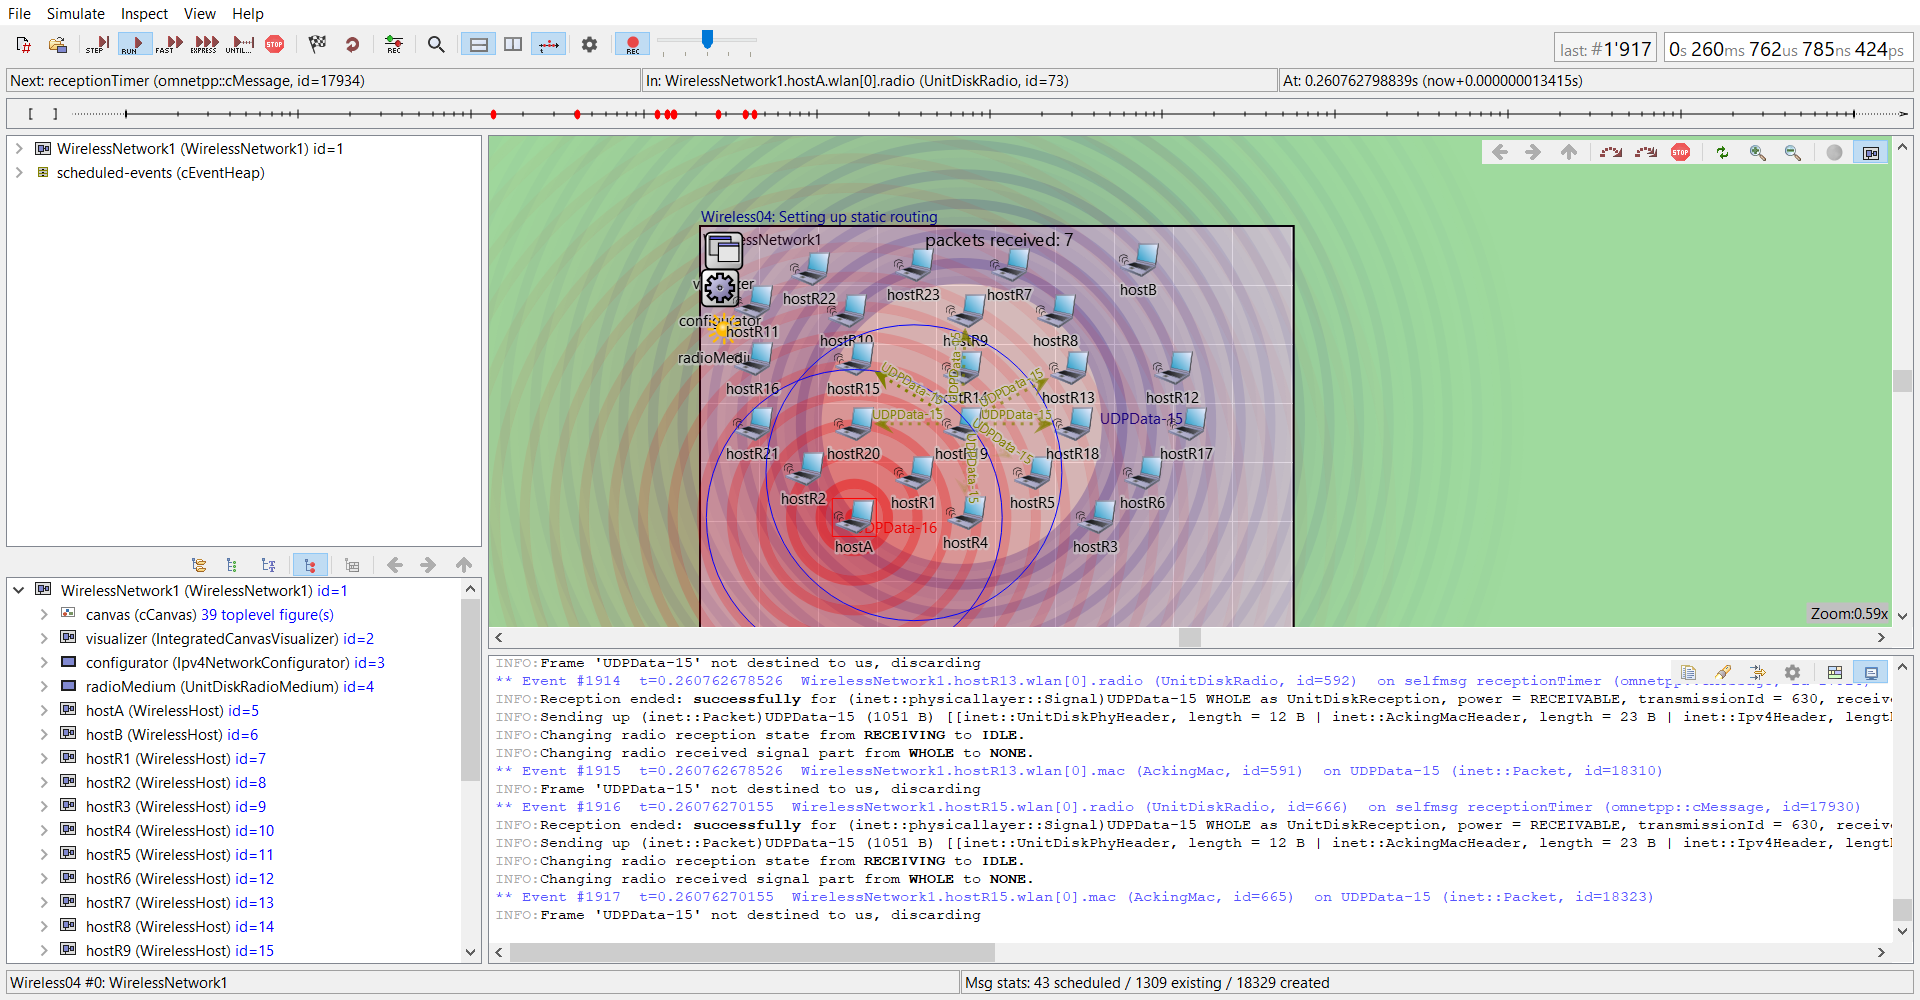 File Simulate Inspect View Help
STEP RUN FAST EXPRESS UNTIL... STOP REC REC
last: #1'917 0s 260ms 762us 785ns 424ps
Next: receptionTimer (omnetpp::cMessage, id=17934) In: WirelessNetwork1.hostA.wlan[0].radio (UnitDiskRadio, id=73) At: 0.260762798839s (now+0.000000013415s)
[ ]
WirelessNetwork1 (WirelessNetwork1) id=1
scheduled-events (cEventHeap)
STOP
Wireless04: Setting up static routing
packets received: 7
hostB
hostR22
hostR23
hostR7
configurator
hostR11
hostR10
hostR9
hostR8
hostR16
hostR15
hostR14
hostR13
hostR12
UDPData-15
UDPData-15
UDPData-15
UDPData-15
UDPData-15
UDPData-15
UDPData-15
UDPData-15
hostR21
hostR20
hostR19
hostR18
hostR17
hostR2
hostR1
hostR5
hostR6
UDPData-16
hostA
hostR4
hostR3
Zoom:0.59x
WirelessNetwork1 (WirelessNetwork1) id=1
canvas (cCanvas) 39 toplevel figure(s)
visualizer (IntegratedCanvasVisualizer) id=2
configurator (Ipv4NetworkConfigurator) id=3
radioMedium (UnitDiskRadioMedium) id=4
hostA (WirelessHost) id=5
hostB (WirelessHost) id=6
hostR1 (WirelessHost) id=7
hostR2 (WirelessHost) id=8
hostR3 (WirelessHost) id=9
hostR4 (WirelessHost) id=10
hostR5 (WirelessHost) id=11
hostR6 (WirelessHost) id=12
hostR7 (WirelessHost) id=13
hostR8 (WirelessHost) id=14
hostR9 (WirelessHost) id=15
INFO:Frame 'UDPData-15' not destined to us, discarding
** Event #1914 t=0.260762678526 WirelessNetwork1.hostR13.wlan[0].radio (UnitDiskRadio, id=592) on selfmsg receptionTimer
INFO:Reception ended: successfully for (inet::physicallayer::Signal)UDPData-15 WHOLE as UnitDiskReception, power = RECEIVABLE, transmissionId = 630, receive
INFO:Sending up (inet::Packet)UDPData-15 (1051 B) [[inet::UnitDiskPhyHeader, length = 12 B | inet::AckingMacHeader, length = 23 B | inet::Ipv4Header, lengt
INFO:Changing radio reception state from RECEIVING to IDLE.
INFO:Changing radio received signal part from WHOLE to NONE.
** Event #1915 t=0.260762678526 WirelessNetwork1.hostR13.wlan[0].mac (AckingMac, id=591) on UDPData-15 (inet::Packet, id=18310)
INFO:Frame 'UDPData-15' not destined to us, discarding
** Event #1916 t=0.26076270155 WirelessNetwork1.hostR15.wlan[0].radio (UnitDiskRadio, id=666) on selfmsg receptionTimer (omnetpp::cMessage, id=17930)
INFO:Reception ended: successfully for (inet::physicallayer::Signal)UDPData-15 WHOLE as UnitDiskReception, power = RECEIVABLE, transmissionId = 630, receive
INFO:Sending up (inet::Packet)UDPData-15 (1051 B) [[inet::UnitDiskPhyHeader, length = 12 B | inet::AckingMacHeader, length = 23 B | inet::Ipv4Header, lengt
INFO:Changing radio reception state from RECEIVING to IDLE.
INFO:Changing radio received signal part from WHOLE to NONE.
** Event #1917 t=0.26076270155 WirelessNetwork1.hostR15.wlan[0].mac (AckingMac, id=665) on UDPData-15 (inet::Packet, id=18323)
INFO:Frame 'UDPData-15' not destined to us, discarding
Wireless04 #0: WirelessNetwork1 Msg stats: 43 scheduled / 1309 existing / 18329 created